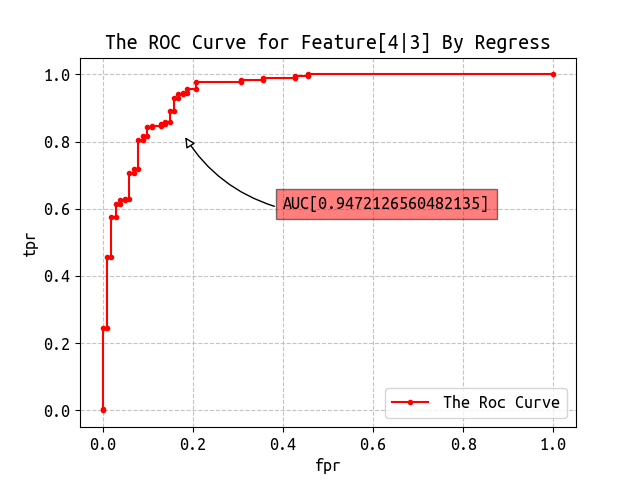 The ROC Curve for Feature[4|3] By Regress
1.0
0.8
0.6
0.4
0.2
0.0
tpr
AUC[0.9472126560482135]
The Roc Curve
0.0 0.2 0.4 0.6 0.8 1.0
fpr